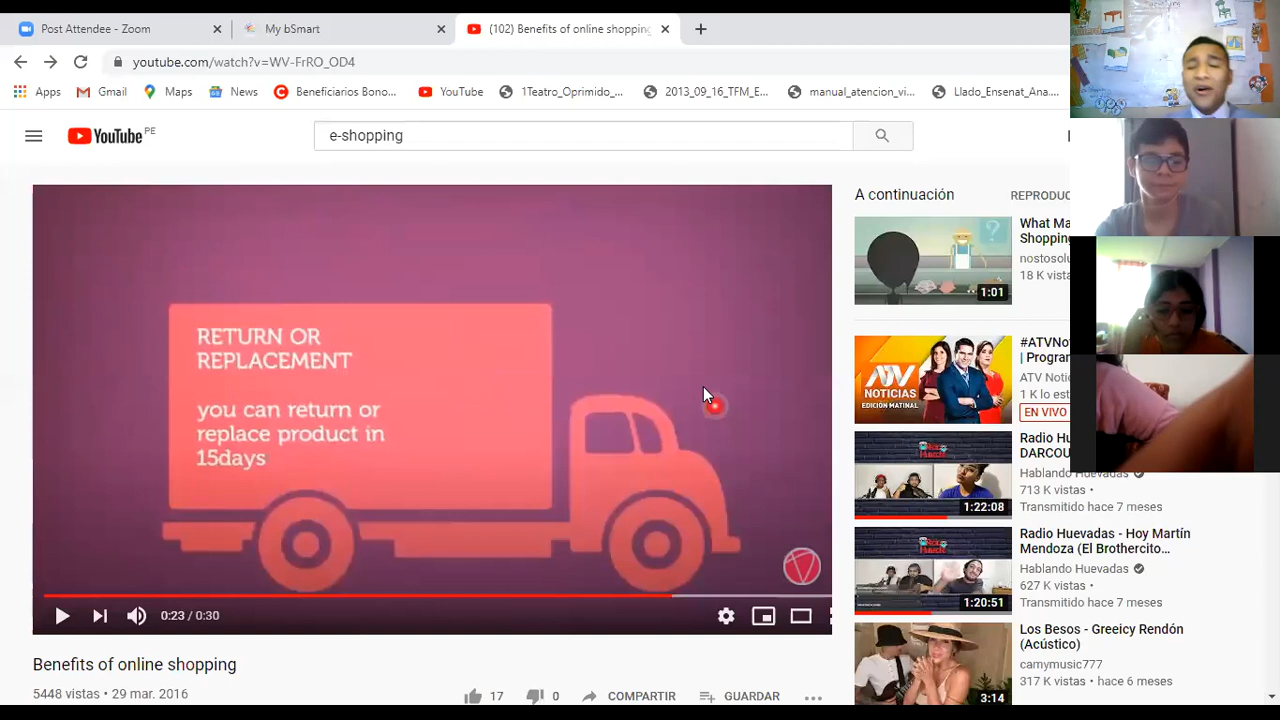 Post Attendee - Zoom
My bSmart
(102) Benefits of online shopping
youtube.com/watch?v=WV-FrRO_OD4
Apps
Gmail
Maps
News
Beneficiarios Bono...
YouTube
1Teatro_Oprimido_...
2013_09_16_TFM_E...
manual_atencion_vi...
Llado_Ensenat_Ana....
YouTube PE
e-shopping
RETURN OR
REPLACEMENT
you can return or
replace product in
15days
0:23 / 0:30
Benefits of online shopping
5448 vistas • 29 mar. 2016
17
0
COMPARTIR
GUARDAR
A continuación
REPRODUC
What Ma
Shopping
nostosolu
18 K vista
1:01
#ATVNo
| Program
ATV Notic
1 K lo est
EN VIVO
ATV
NOTICIAS
EDICIÓN MATINAL
Radio Hu
DARCOU
Hablando Huevadas
713 K vistas •
Transmitido hace 7 meses
1:22:08
Radio Huevadas - Hoy Martín
Mendoza (El Brothercito...
Hablando Huevadas
627 K vistas •
Transmitido hace 7 meses
1:20:51
Los Besos - Greeicy Rendón
(Acústico)
camymusic777
317 K vistas • hace 6 meses
3:14